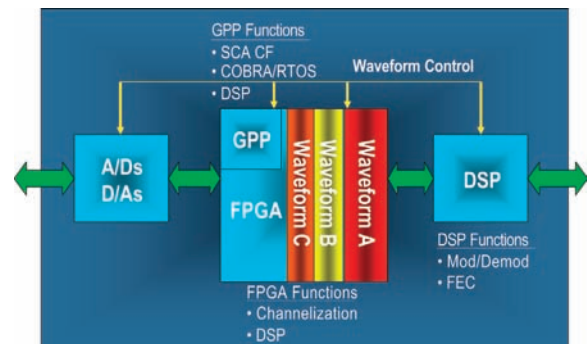 GPP Functions
• SCA CF
• COBRA/RTOS
• DSP
Waveform Control
A/Ds
D/As
GPP
FPGA
Waveform C
Waveform B
Waveform A
DSP
DSP Functions
• Mod/Demod
• FEC
FPGA Functions
• Channelization
• DSP